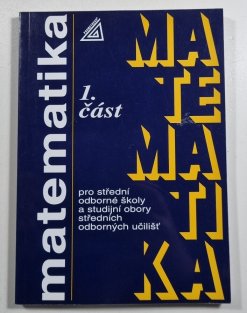 matematika
1.
část
pro střední
odborné školy
a studijní obory
středních
odborných učilišť
MA
TE
MA
TI
KA